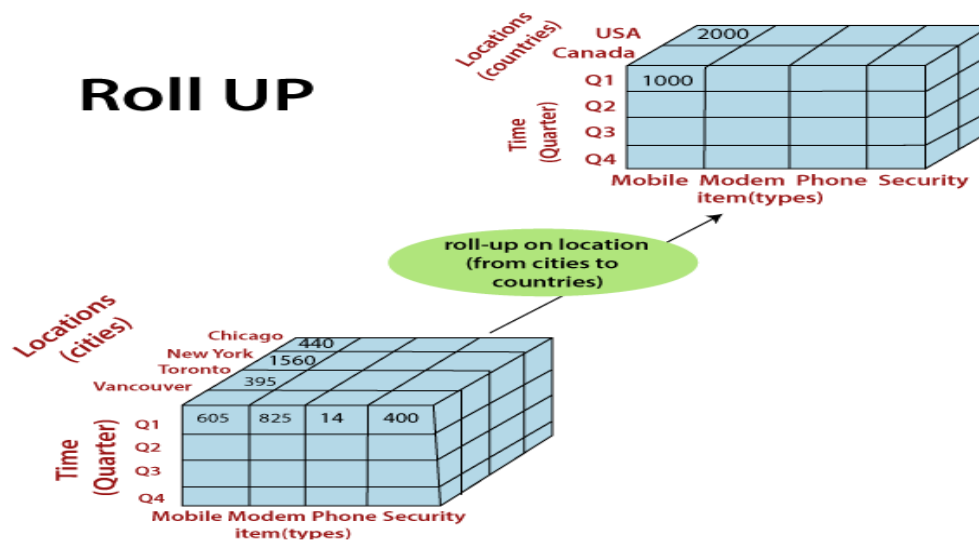 Roll UP
Locations
(countries)
USA
Canada
2000
Time
(Quarter)
Q1
Q2
Q3
Q4
1000
Mobile Modem Phone Security
item(types)
roll-up on location
(from cities to
countries)
Locations
(cities)
Chicago
New York
Toronto
Vancouver
440
1560
395
Time
(Quarter)
Q1
Q2
Q3
Q4
605 825 14 400
Mobile Modem Phone Security
item(types)